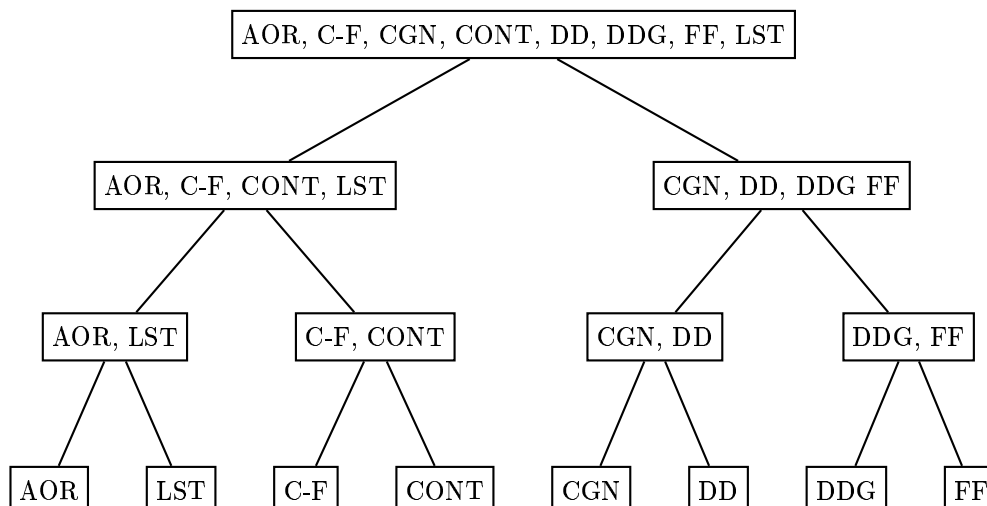 AOR, C-F, CGN, CONT, DD, DDG, FF, LST
AOR, C-F, CONT, LST
CGN, DD, DDG FF
AOR, LST
C-F, CONT
CGN, DD
DDG, FF
AOR
LST
C-F
CONT
CGN
DD
DDG
FF